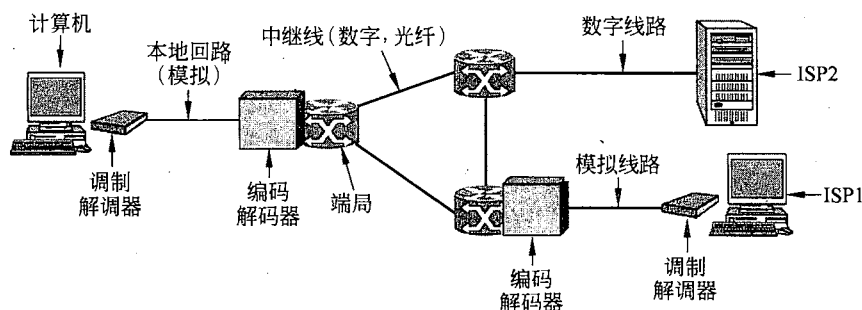 计算机
本地回路
(模拟)
中继线(数字,光纤)
数字线路
ISP2
调制
解调器
编码
解码器
端局
模拟线路
ISP1
编码
解码器
调制
解调器